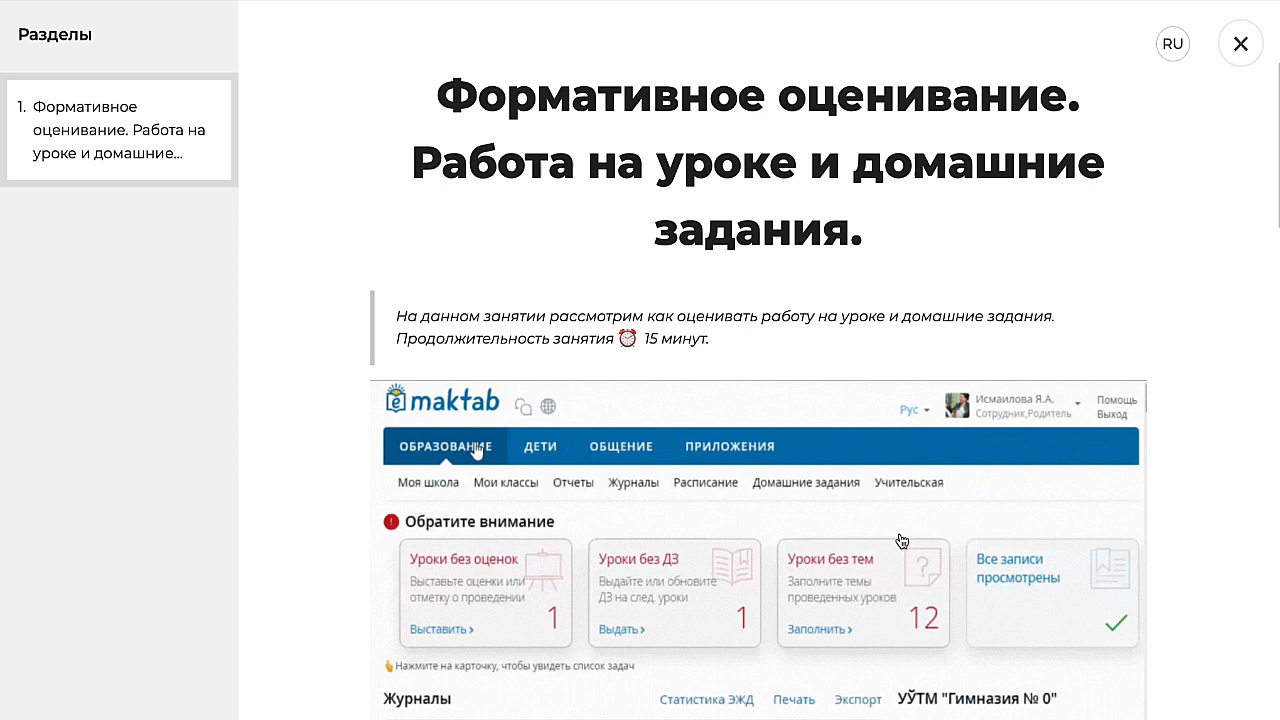 Разделы
RU
1. Формативное
оценивание. Работа на
уроке и домашние...
Формативное оценивание.
Работа на уроке и домашние
задания.
На данном занятии рассмотрим как оценивать работу на уроке и домашние задания.
Продолжительность занятия ⏰ 15 минут.
maktab
Рус
Исмаилова Я.А.
Сотрудник,Родитель
Помощь
Выход
ОБРАЗОВАНИЕ ДЕТИ ОБЩЕНИЕ ПРИЛОЖЕНИЯ
Моя школа Мои классы Отчеты Журналы Расписание Домашние задания Учительская
Обратите внимание
Уроки без оценок
Выставьте оценки или
отметку о проведении
1
Выставить ›
Уроки без ДЗ
Выдайте или обновите
ДЗ на след. уроки
1
Выдать ›
Уроки без тем
Заполните темы
проведенных уроков
12
Заполнить ›
Все записи
просмотрены
👆Нажмите на карточку, чтобы увидеть список задач
Журналы
Статистика ЭЖД Печать Экспорт
УЎТМ "Гимназия № 0"